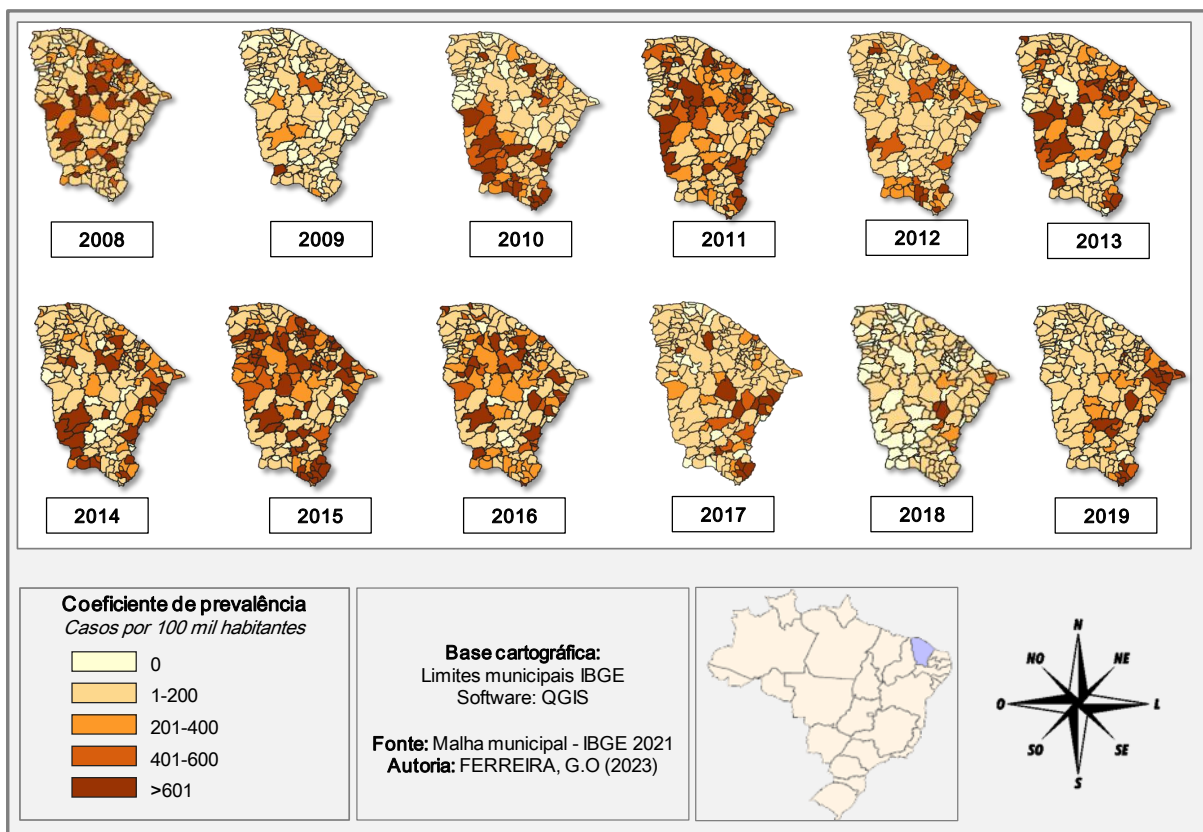 2008
2009
2010
2011
2012
2013
2014
2015
2016
2017
2018
2019
Coeficiente de prevalência
Casos por 100 mil habitantes
0
1-200
201-400
401-600
>601
Base cartográfica:
Limites municipais IBGE
Software: QGIS
Fonte: Malha municipal - IBGE 2021
Autoria: FERREIRA, G.O (2023)
N
NO
NE
O
L
SO
SE
S